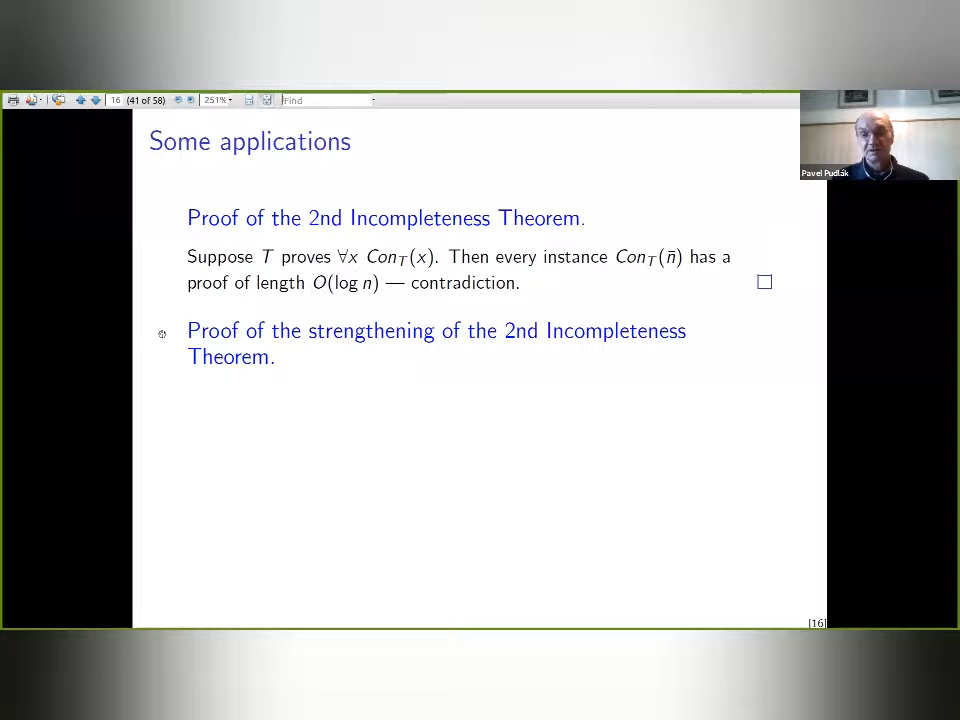 16 (41 of 58) 251% Find
Some applications
Pavel Pudlák
Proof of the 2nd Incompleteness Theorem.
Suppose T proves ∀x Con_T(x). Then every instance Con_T(n̄) has a
proof of length O(log n) — contradiction. □
Proof of the strengthening of the 2nd Incompleteness
Theorem.
[16]